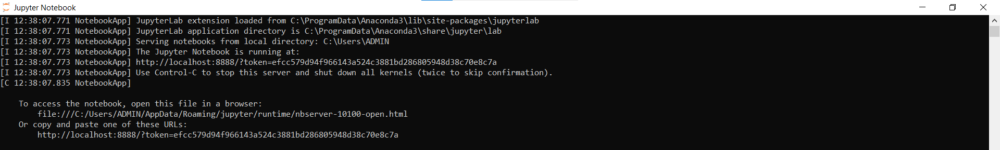 Jupyter Notebook
[I 12:38:07.771 NotebookApp] JupyterLab extension loaded from C:\ProgramData\Anaconda3\lib\site-packages\jupyterlab
[I 12:38:07.771 NotebookApp] JupyterLab application directory is C:\ProgramData\Anaconda3\share\jupyter\lab
[I 12:38:07.773 NotebookApp] Serving notebooks from local directory: C:\Users\ADMIN
[I 12:38:07.773 NotebookApp] The Jupyter Notebook is running at:
[I 12:38:07.773 NotebookApp] http://localhost:8888/?token=efcc579d94f966143a524c3881bd286805948d38c70e8c7a
[I 12:38:07.773 NotebookApp] Use Control-C to stop this server and shut down all kernels (twice to skip confirmation).
[C 12:38:07.835 NotebookApp]
To access the notebook, open this file in a browser:
file:///C:/Users/ADMIN/AppData/Roaming/jupyter/runtime/nbserver-10100-open.html
Or copy and paste one of these URLs:
http://localhost:8888/?token=efcc579d94f966143a524c3881bd286805948d38c70e8c7a